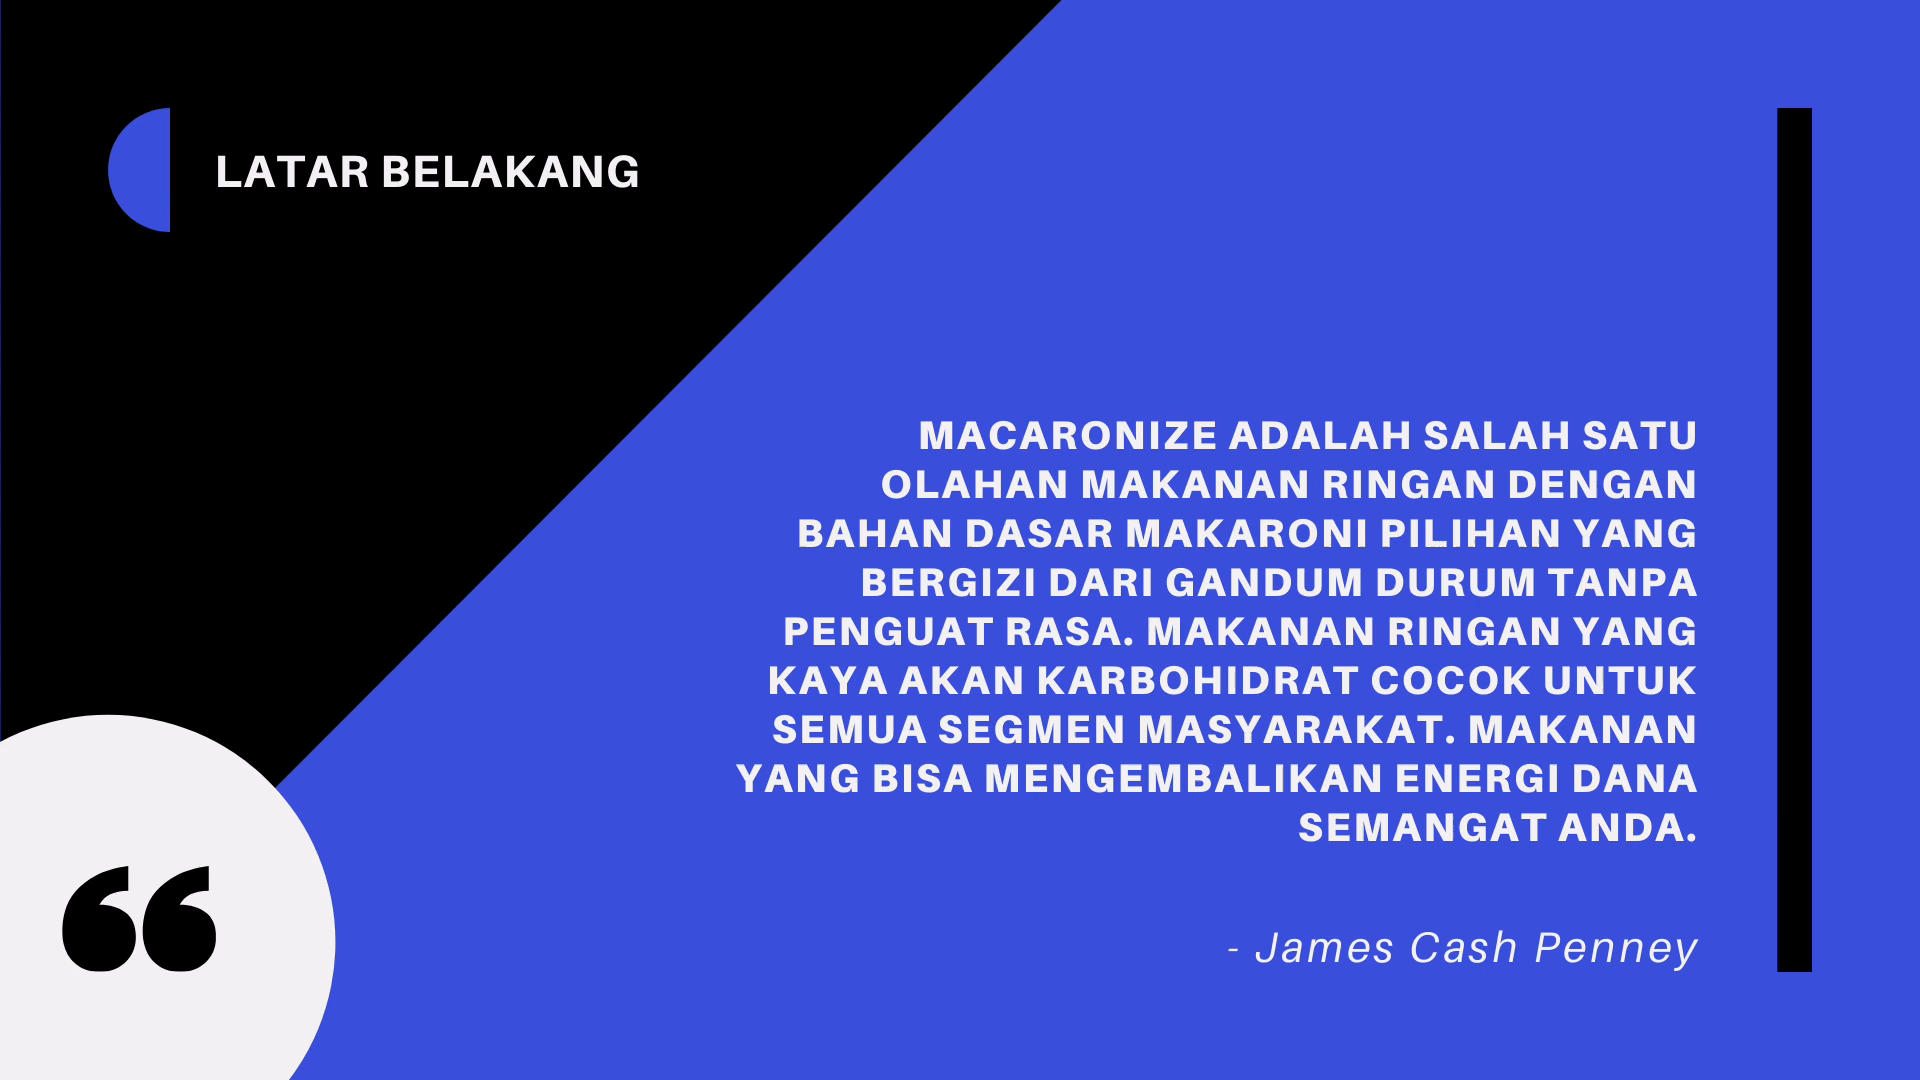 LATAR BELAKANG
MACARONIZE ADALAH SALAH SATU
OLAHAN MAKANAN RINGAN DENGAN
BAHAN DASAR MAKARONI PILIHAN YANG
BERGIZI DARI GANDUM DURUM TANPA
PENGUAT RASA. MAKANAN RINGAN YANG
KAYA AKAN KARBOHIDRAT COCOK UNTUK
SEMUA SEGMEN MASYARAKAT. MAKANAN
YANG BISA MENGEMBALIKAN ENERGI DANA
SEMANGAT ANDA.
- James Cash Penney
“